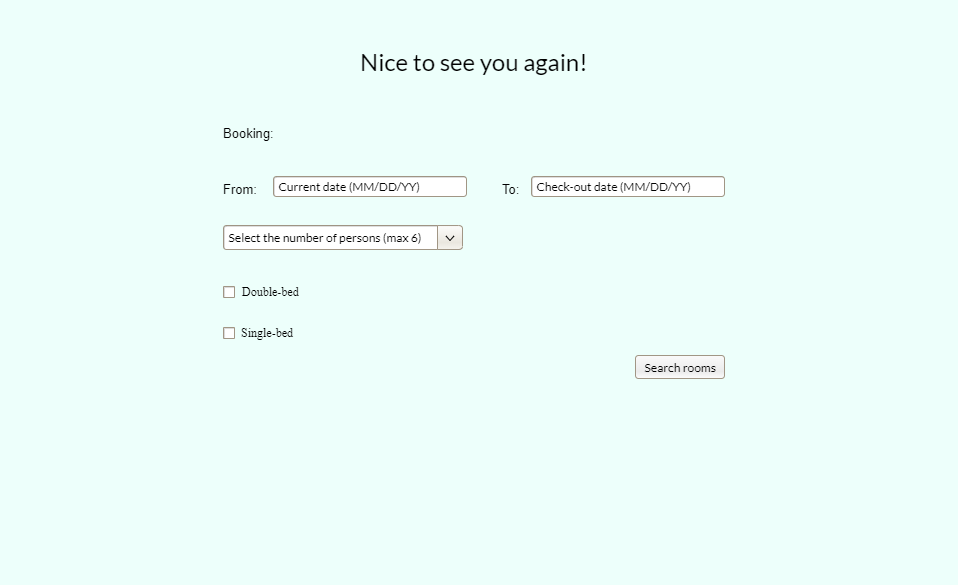 Nice to see you again!
Booking:
From: Current date (MM/DD/YY) To: Check-out date (MM/DD/YY)
Select the number of persons (max 6)
Double-bed
Single-bed
Search rooms